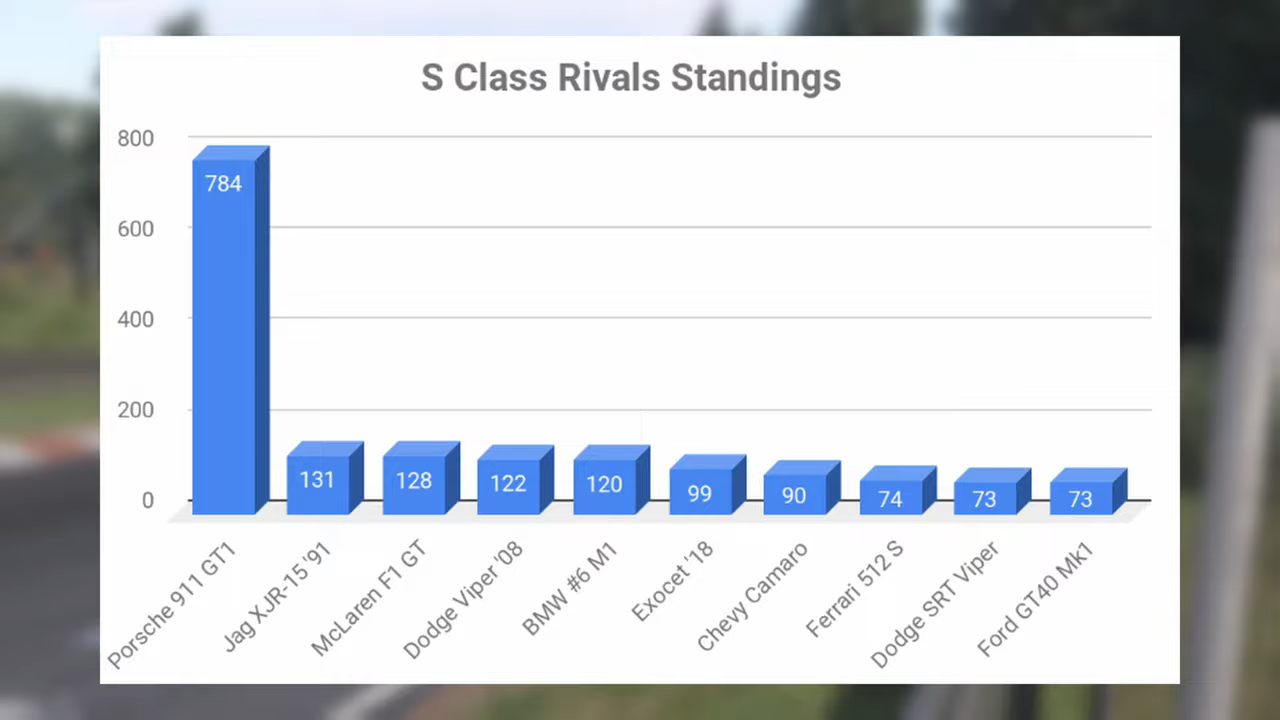 S Class Rivals Standings
800
600
400
200
0
784
131
128
122
120
99
90
74
73
73
Porsche 911 GT1
Jag XJR-15 '91
McLaren F1 GT
Dodge Viper '08
BMW #6 M1
Exocet '18
Chevy Camaro
Ferrari 512 S
Dodge SRT Viper
Ford GT40 Mk1